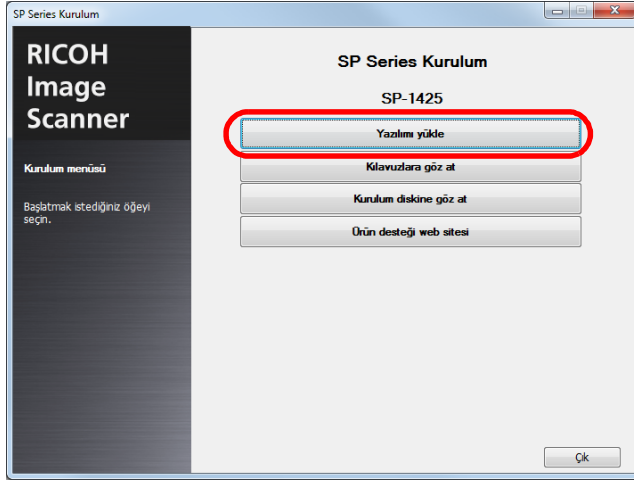 SP Series Kurulum
RICOH
Image
Scanner
Kurulum menüsü
Başlatmak istediğiniz öğeyi
seçin.
SP Series Kurulum
SP-1425
Yazılımı yükle
Kılavuzlara göz at
Kurulum diskine göz at
Ürün desteği web sitesi
Çık